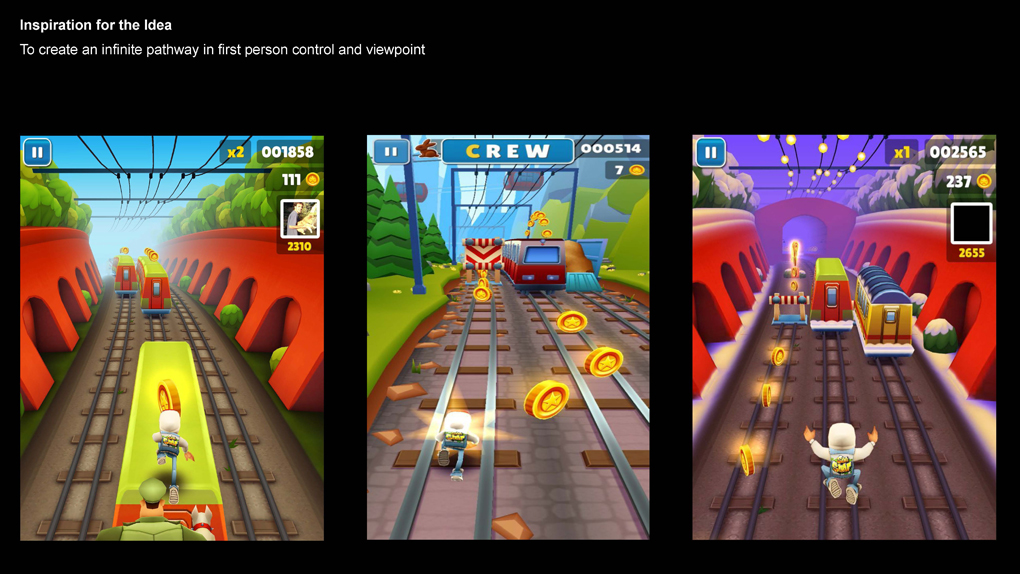 Inspiration for the Idea
To create an infinite pathway in first person control and viewpoint
x2 001858
111
2310
CREW 000514
7
x1 002565
237
2655